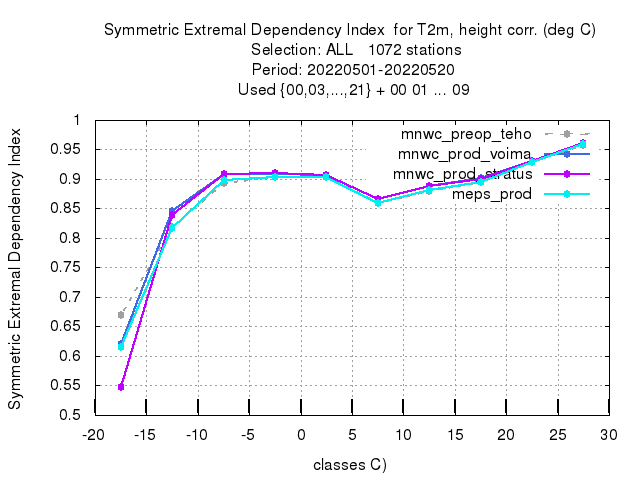 Symmetric Extremal Dependency Index  for T2m, height corr. (deg C)
Selection: ALL   1072 stations
Period: 20220501-20220520
Used {00,03,...,21} + 00 01 ... 09
Symmetric Extremal Dependency Index
1
0.95
0.9
0.85
0.8
0.75
0.7
0.65
0.6
0.55
0.5
mnwc_preop_teho
mnwc_prod_voima
mnwc_prod_stratus
meps_prod
-20 -15 -10 -5 0 5 10 15 20 25 30
classes C)